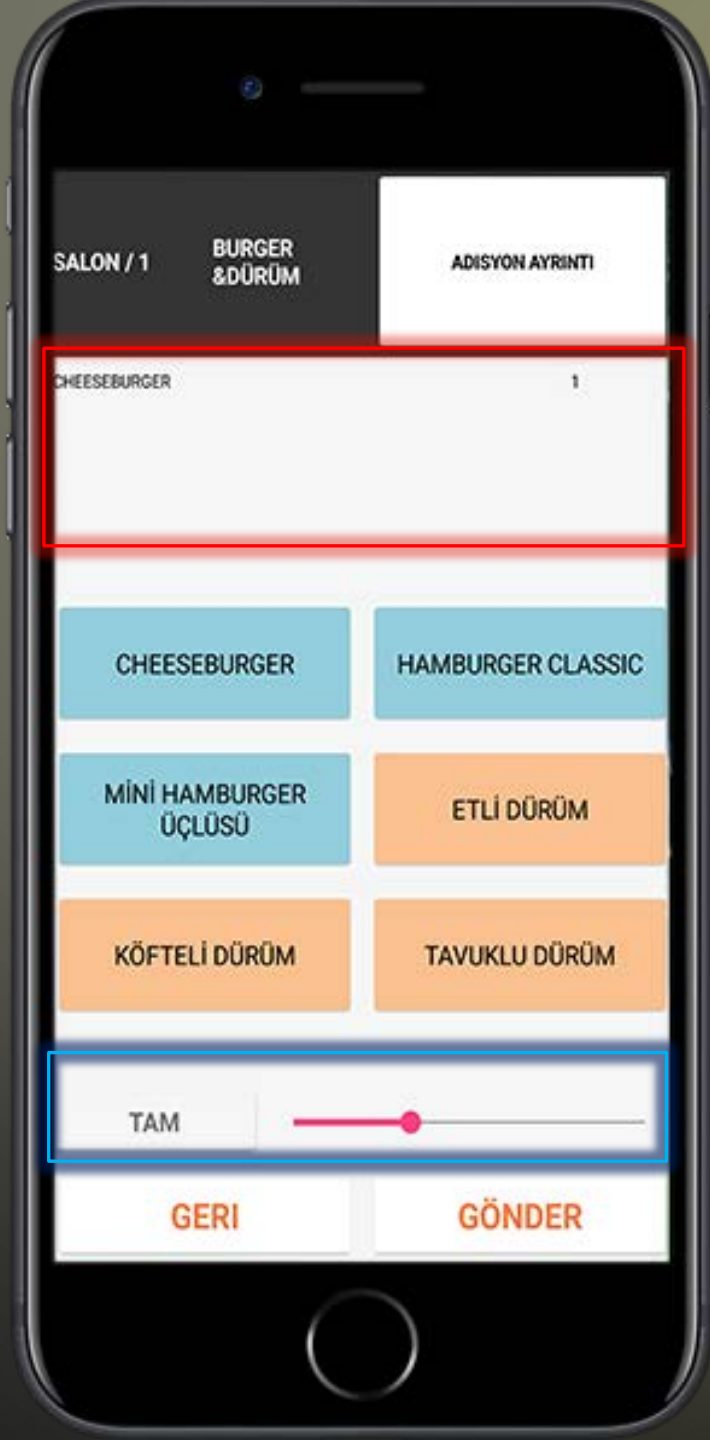 SALON / 1
BURGER
&DÜRÜM
ADISYON AYRINTI
CHEESEBURGER 1
CHEESEBURGER
HAMBURGER CLASSIC
MİNİ HAMBURGER
ÜÇLÜSÜ
ETLİ DÜRÜM
KÖFTELİ DÜRÜM
TAVUKLU DÜRÜM
TAM
GERI
GÖNDER